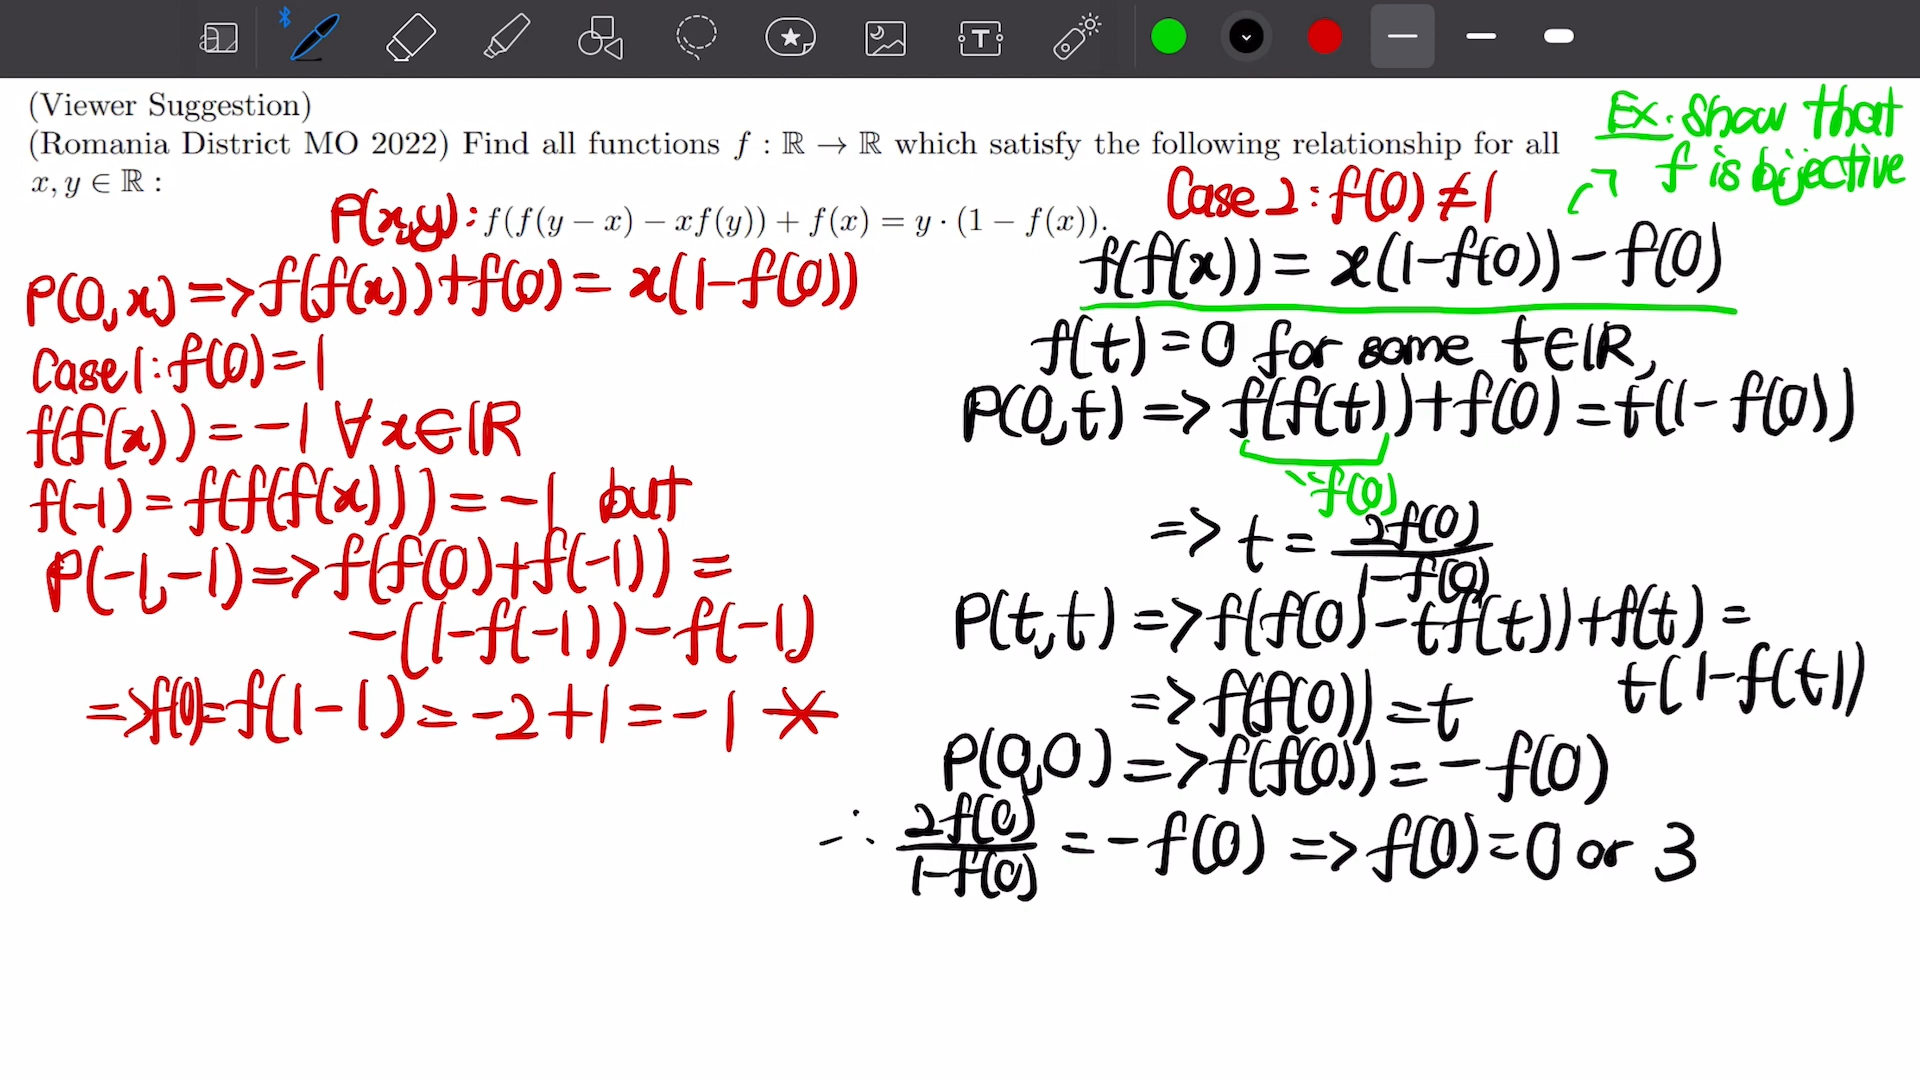 (Viewer Suggestion)
(Romania District MO 2022) Find all functions f : ℝ → ℝ which satisfy the following relationship for all
x, y ∈ ℝ :
P(x,y): f(f(y − x) − xf(y)) + f(x) = y · (1 − f(x)).
P(0,x) => f(f(x))+f(0) = x(1-f(0))
Case 1: f(0)=1
f(f(x)) = -1 ∀ x∈ℝ
f(-1) = f(f(f(x))) = -1 but
P(-1,-1) => f(f(0)+f(-1)) =
-(1-f(-1))-f(-1)
=> f(0)= f(1-1) = -2+1 = -1 ※
Ex: Show that
f is bijective
Case 2: f(0) ≠ 1
f(f(x)) = x(1-f(0)) - f(0)
f(t) = 0 for some t∈ℝ,
P(0,t) => f(f(t))+f(0) = t(1-f(0))
f(0)
=> t = 2f(0)/1-f(0)
P(t,t) => f(f(0)-tf(t))+f(t) =
t(1-f(t))
=> f(f(0)) = t
P(0,0) => f(f(0)) = -f(0)
∴ 2f(0)/1-f(0) = -f(0) => f(0) = 0 or 3